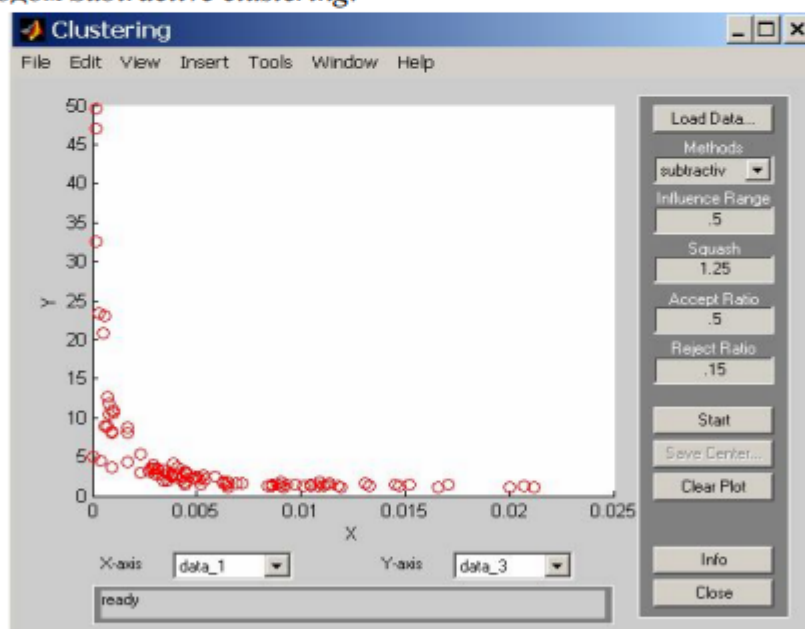 subtractive clustering.
Clustering
File Edit View Insert Tools Window Help
50
45
40
35
30
25
20
15
10
5
0
Y
0 0.005 0.01 0.015 0.02 0.025
X
X-axis data_1 Y-axis data_3
ready
Load Data...
Methods
subtractiv
Influence Range
.5
Squash
1.25
Accept Ratio
.5
Reject Ratio
.15
Start
Save Center...
Clear Plot
Info
Close